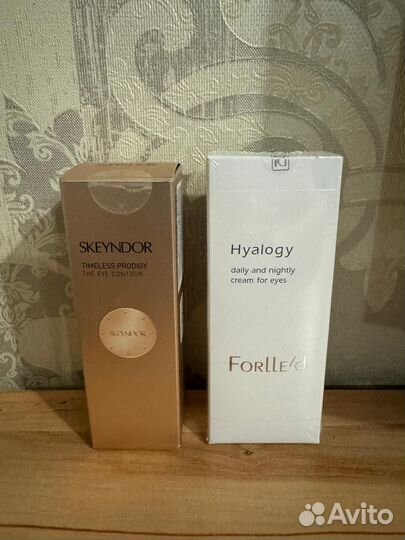 SKEYNDOR
TIMELESS PRODIGY
THE EYE CONTOUR
SKEYNDOR
Hyalogy
daily and nightly
cream for eyes
FORLLE'd
Avito